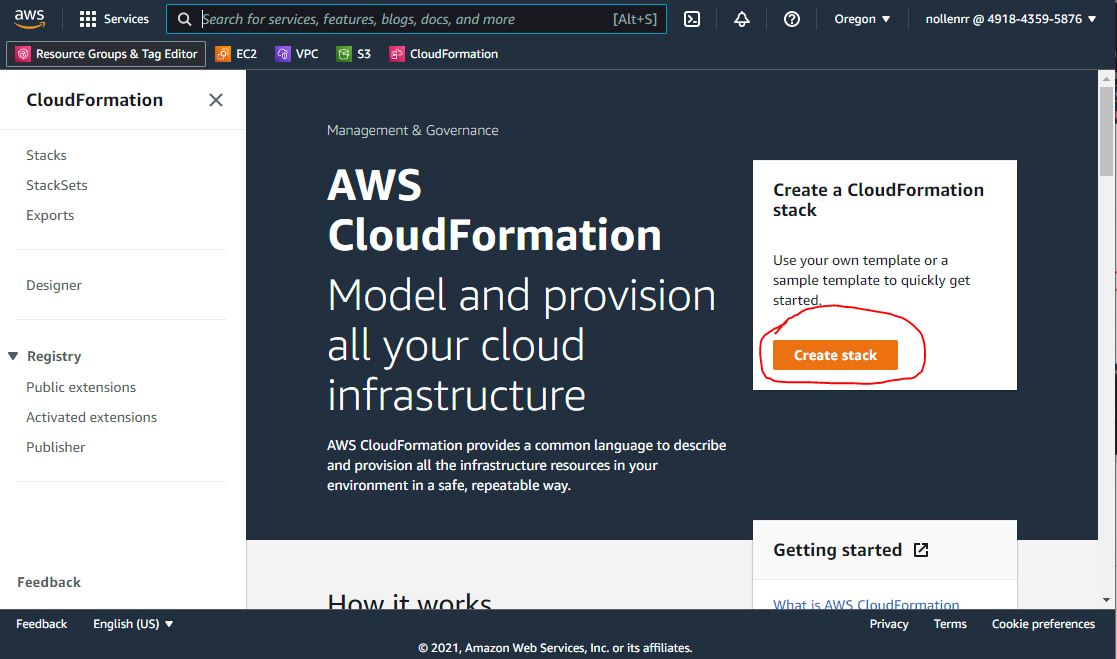 aws
Services
Search for services, features, blogs, docs, and more
[Alt+S]
Oregon ▼
nollenrr @ 4918-4359-5876 ▼
Resource Groups & Tag Editor
EC2
VPC
S3
CloudFormation
CloudFormation
Stacks
StackSets
Exports
Designer
Registry
Public extensions
Activated extensions
Publisher
Feedback
Management & Governance
AWS
CloudFormation
Model and provision
all your cloud
infrastructure
AWS CloudFormation provides a common language to describe
and provision all the infrastructure resources in your
environment in a safe, repeatable way.
Create a CloudFormation
stack
Use your own template or a
sample template to quickly get
started.
Create stack
Getting started
What is AWS CloudFormation
How it works
Feedback
English (US) ▼
Privacy
Terms
Cookie preferences
© 2021, Amazon Web Services, Inc. or its affiliates.